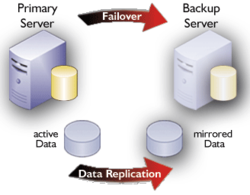 Primary
Server
Failover
Backup
Server
active
Data
mirrored
Data
Data Replication